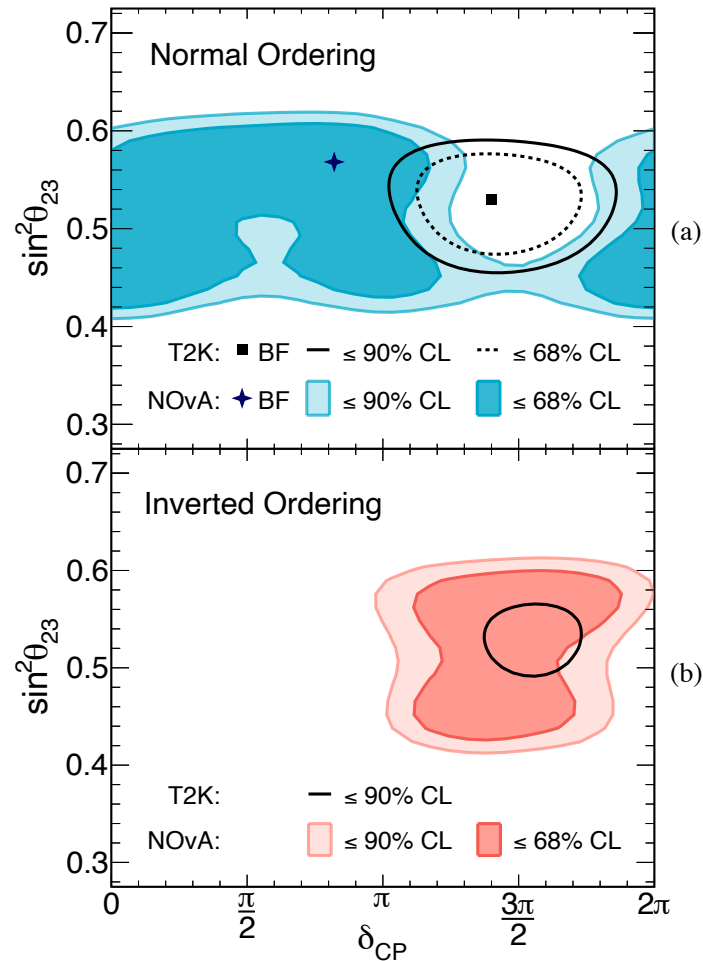 0.7
Normal Ordering
0.6
sin²θ₂₃
0.5
(a)
0.4
T2K: BF ≤ 90% CL ≤ 68% CL
NOvA: BF ≤ 90% CL ≤ 68% CL
0.3
0.7
Inverted Ordering
0.6
sin²θ₂₃
0.5
(b)
0.4
T2K: ≤ 90% CL
NOvA: ≤ 90% CL ≤ 68% CL
0.3
0 π/2 π 3π/2 2π
δCP